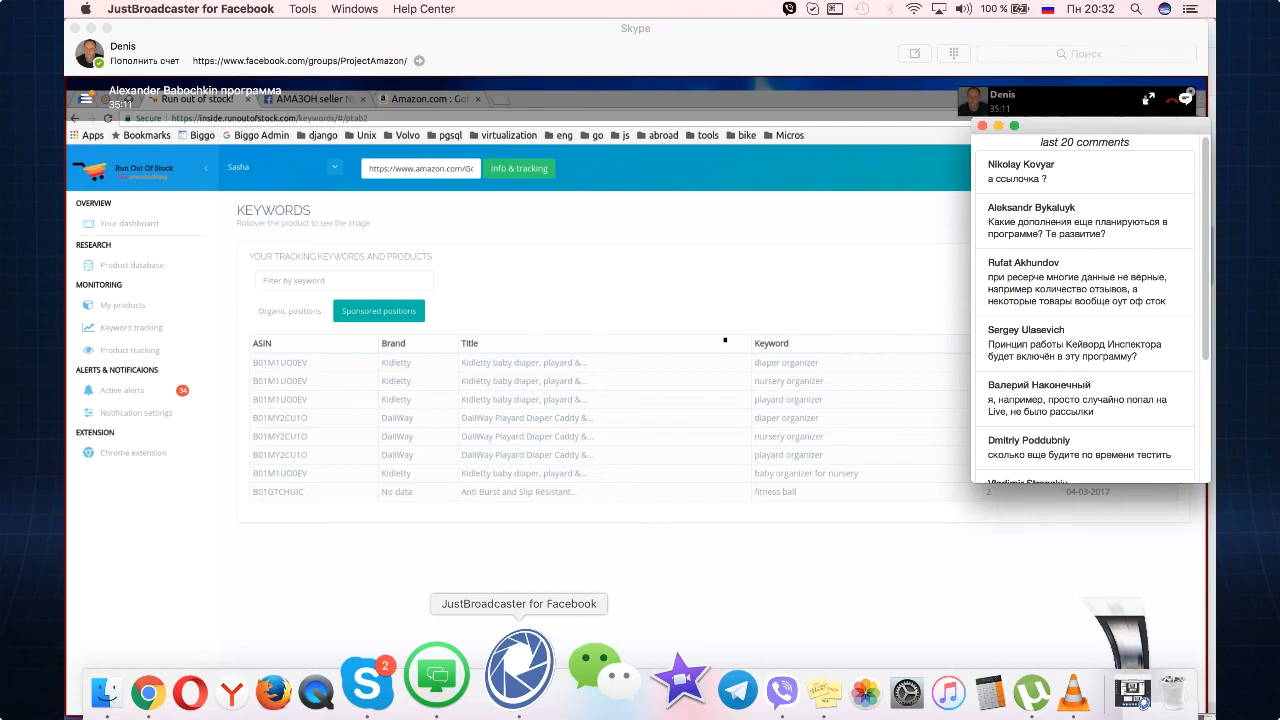 JustBroadcaster for Facebook Tools Windows Help Center
100 % Пн 20:32
Skype
Denis
Пополнить счет https://www.facebook.com/groups/ProjectAmazon/
Поиск
Alexander Babochkin программа
35:11
Run out of stock!
АМАЗОН seller
Amazon.com :
Denis
35:11
Secure https://inside.runoutofstock.com/keywords/#/ptab2
Apps Bookmarks Biggo Biggo Admin django Unix Volvo pgsql virtualization eng go js abroad tools bike Micros
Run Out Of Stock
Sasha
https://www.amazon.com/Go
info & tracking
OVERVIEW
Your dashboard
RESEARCH
Product database
MONITORING
My products
Keyword tracking
Product tracking
ALERTS & NOTIFICAIONS
Active alerts 34
Notification settings
EXTENSION
Chrome extension
KEYWORDS
Rollover the product to see the image
YOUR TRACKING KEYWORDS AND PRODUCTS
Filter by keyword
Organic positions Sponsored positions
ASIN Brand Title Keyword
B01M1UO0EV Kidletty Kidletty baby diaper, playard &... diaper organizer
B01M1UO0EV Kidletty Kidletty baby diaper, playard &... nursery organizer
B01M1UO0EV Kidletty Kidletty baby diaper, playard &... playard organizer
B01MY2CU1O DaliWay DaliWay Playard Diaper Caddy &... diaper organizer
B01MY2CU1O DaliWay DaliWay Playard Diaper Caddy &... nursery organizer
B01MY2CU1O DaliWay DaliWay Playard Diaper Caddy &... playard organizer
B01M1UO0EV Kidletty Kidletty baby diaper, playard &... baby organizer for nursery
B01GTCHUIC No data Anti Burst and Slip Resistant... fitness ball 2 04-03-2017
last 20 comments
Nikolay Kovyar
а ссылочка ?
Aleksandr Bykaluyk
Какие дополнения еще планируються в
программе? Те развитие?
Rufat Akhundov
при ресерче многие данные не верные,
например количество отзывов, а
некоторые товары вообще оут оф сток
Sergey Ulasevich
Принцип работы Кейворд Инспектора
будет включён в эту программу?
Валерий Наконечный
я, например, просто случайно попал на
Live, не было рассылки
Dmitriy Poddubniy
сколько еще будите по времени тестить
JustBroadcaster for Facebook
2